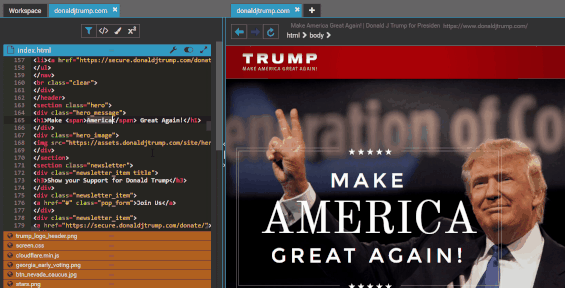 Workspace
donaldjtrump.com
index.html
157 <li><a href="https://secure.donaldjtrump.com/donate
158 </ul>
159 </nav>
160 <br class="clear">
161 </div>
162 </header>
163 <section class="hero">
164 <div class="hero_message">
165 <h1>Make <span>America</span> Great Again!</h1>
166 </div>
167 <div class="hero_image">
168 <img src="https://assets.donaldjtrump.com/site/her
169 </div>
170 </section>
171 <section class="newsletter">
172 <div class="newsletter_item title">
173 <h3>Show your Support for Donald Trump</h3>
174 </div>
175 <div class="newsletter_item">
176 <a href="#" class="pop_form">Join Us</a>
177 </div>
178 <div class="newsletter_item">
179 <a href="https://secure.donaldjtrump.com/donate/">
trump_logo_header.png
screen.css
cloudflare.min.js
georgia_early_voting.png
btn_nevada_caucus.jpg
stars.png
donaldjtrump.com
Make America Great Again! | Donald J Trump for Presiden https://www.donaldjtrump.com/
html > body >
TRUMP
MAKE AMERICA GREAT AGAIN!
MAKE
AMERICA
GREAT AGAIN!